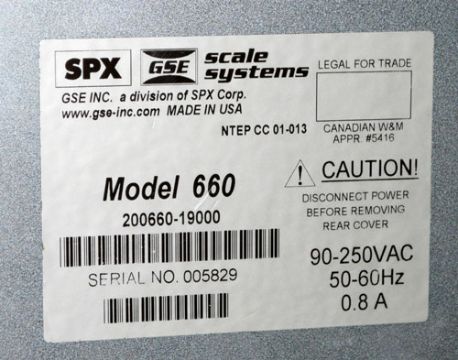 SPX GSE scale systems
GSE INC. a division of SPX Corp.
www.gse-inc.com MADE IN USA
NTEP CC 01-013
LEGAL FOR TRADE
CANADIAN W&M
APPR. #5416
Model 660
200660-19000
SERIAL NO. 005829
! CAUTION!
DISCONNECT POWER
BEFORE REMOVING
REAR COVER
90-250VAC
50-60Hz
0.8 A